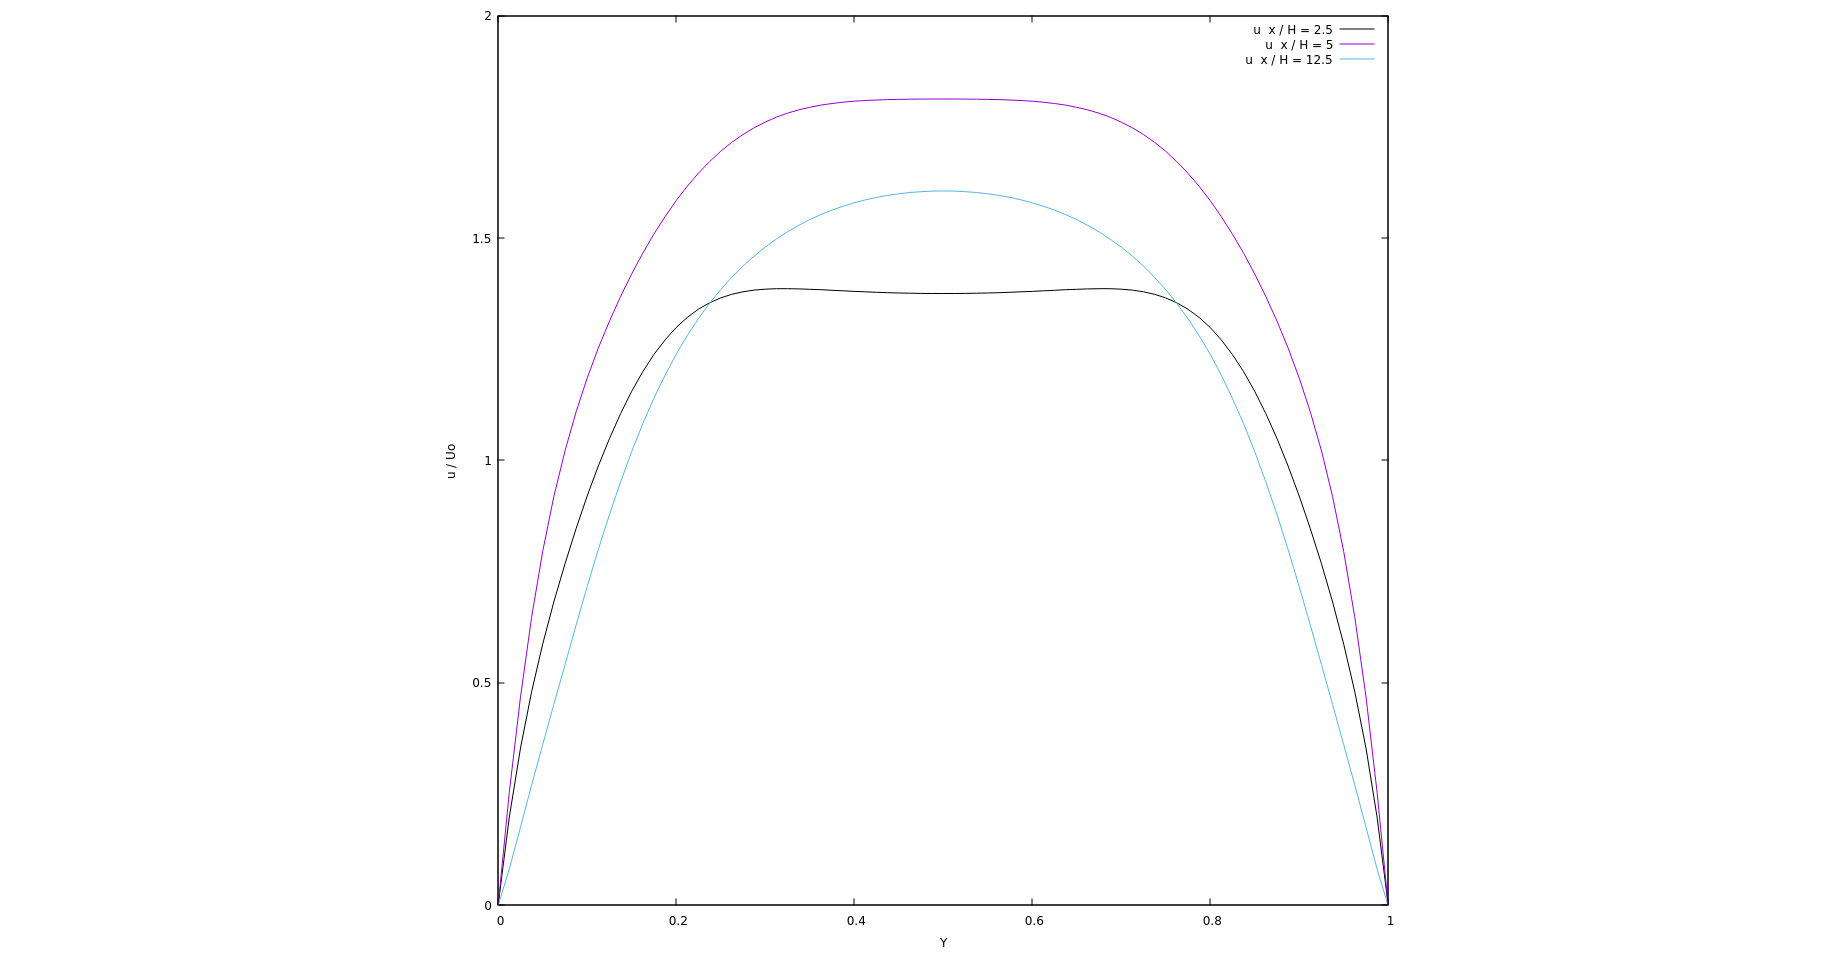 2
u  x / H = 2.5
u  x / H = 5
u  x / H = 12.5
1.5
u / Uo
1
0.5
0
0 0.2 0.4 0.6 0.8 1
Y